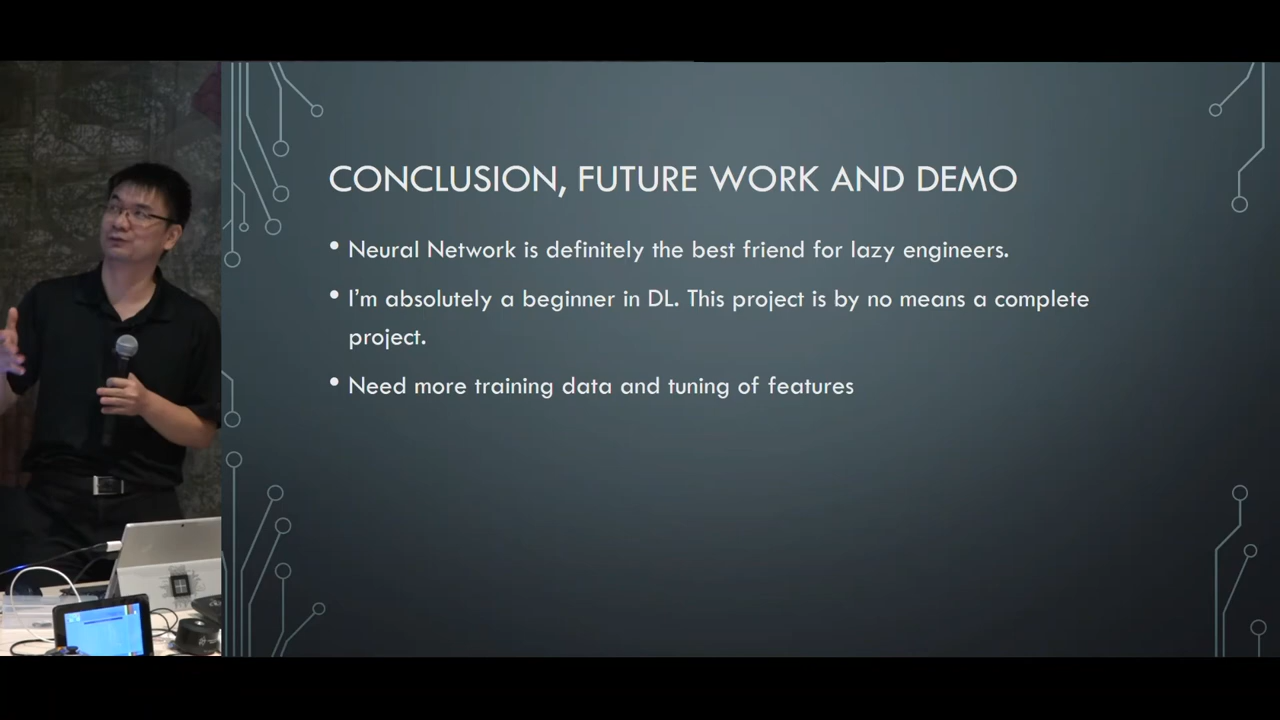 CONCLUSION, FUTURE WORK AND DEMO
• Neural Network is definitely the best friend for lazy engineers.
• I'm absolutely a beginner in DL. This project is by no means a complete
project.
• Need more training data and tuning of features